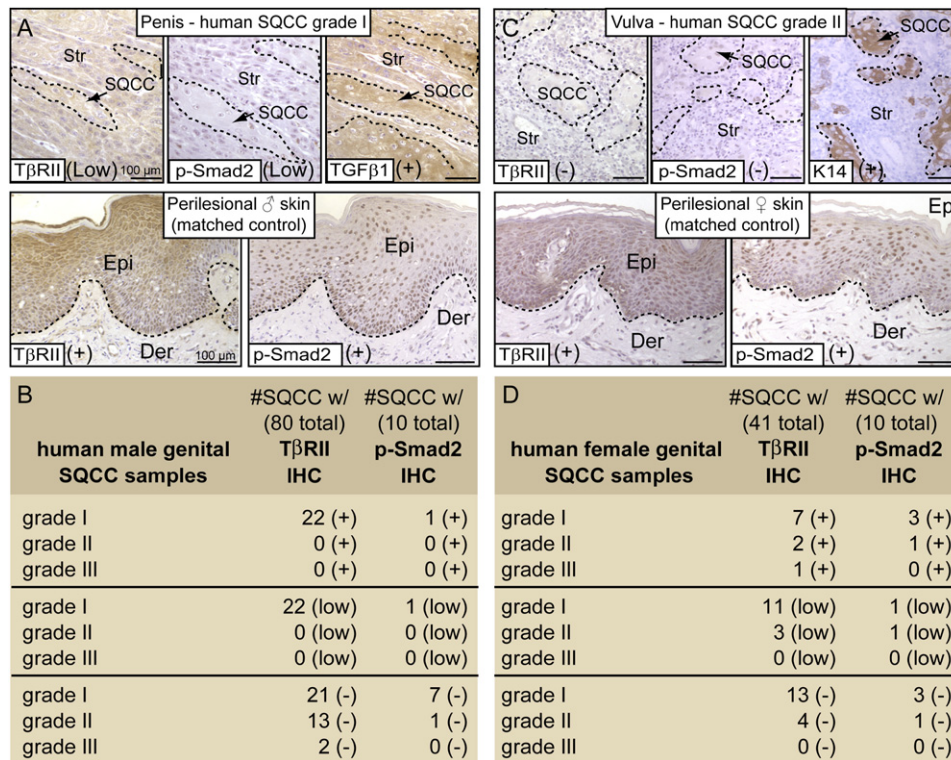 A
Penis - human SQCC grade I
Str
SQCC
TβRII (Low)
100 µm
Str
SQCC
p-Smad2 (Low)
Str
SQCC
TGFβ1 (+)
Perilesional ♂ skin
(matched control)
Epi
Der
TβRII (+)
100 µm
Epi
Der
p-Smad2 (+)
B
human male genital
SQCC samples
#SQCC w/
(80 total)
TβRII
IHC
#SQCC w/
(10 total)
p-Smad2
IHC
grade I 22 (+) 1 (+)
grade II 0 (+) 0 (+)
grade III 0 (+) 0 (+)
grade I 22 (low) 1 (low)
grade II 0 (low) 0 (low)
grade III 0 (low) 0 (low)
grade I 21 (-) 7 (-)
grade II 13 (-) 1 (-)
grade III 2 (-) 0 (-)
C
Vulva - human SQCC grade II
SQCC
Str
TβRII (-)
SQCC
Str
p-Smad2 (-)
SQCC
Str
K14 (+)
Perilesional ♀ skin
(matched control)
Epi
Der
TβRII (+)
Epi
Der
p-Smad2 (+)
D
human female genital
SQCC samples
#SQCC w/
(41 total)
TβRII
IHC
#SQCC w/
(10 total)
p-Smad2
IHC
grade I 7 (+) 3 (+)
grade II 2 (+) 1 (+)
grade III 1 (+) 0 (+)
grade I 11 (low) 1 (low)
grade II 3 (low) 1 (low)
grade III 0 (low) 0 (low)
grade I 13 (-) 3 (-)
grade II 4 (-) 1 (-)
grade III 0 (-) 0 (-)